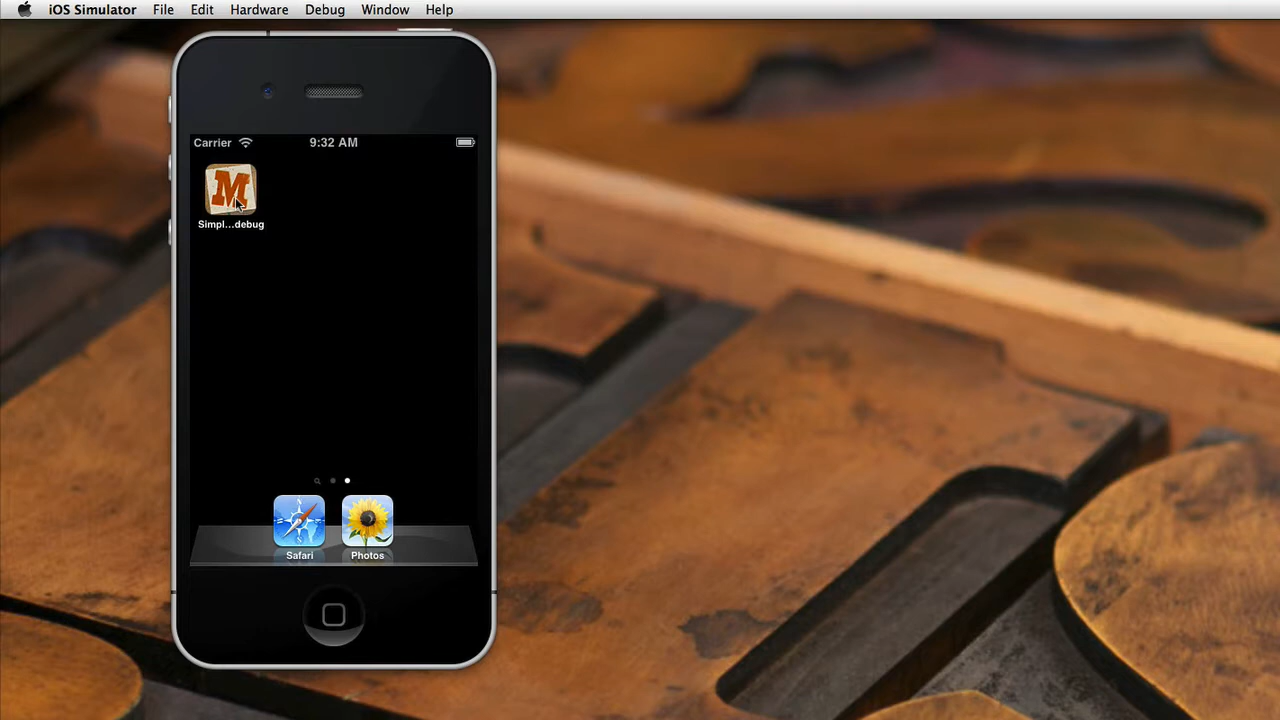 iOS Simulator File Edit Hardware Debug Window Help
Carrier 9:32 AM
M
Simpl...debug
Safari Photos